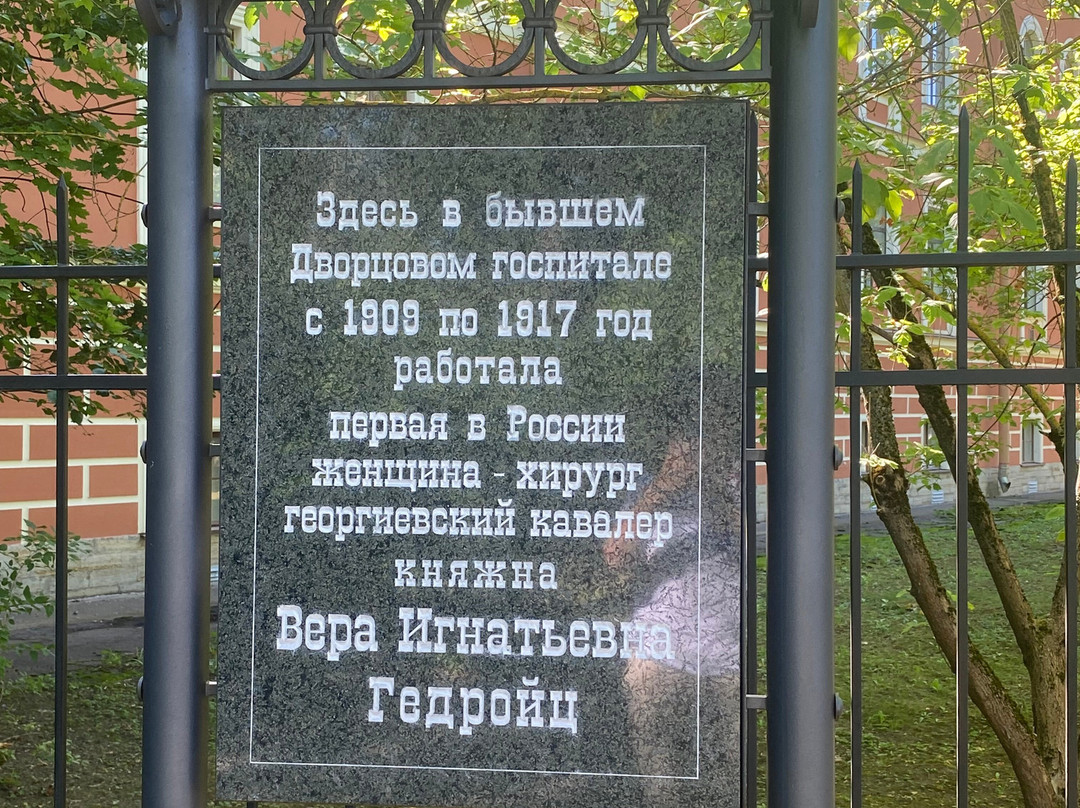 Здесь в бывшем
Дворцовом госпитале
с 1909 по 1917 год
работала
первая в России
женщина - хирург
георгиевский кавалер
княжна
Вера Игнатьевна
Гедройц